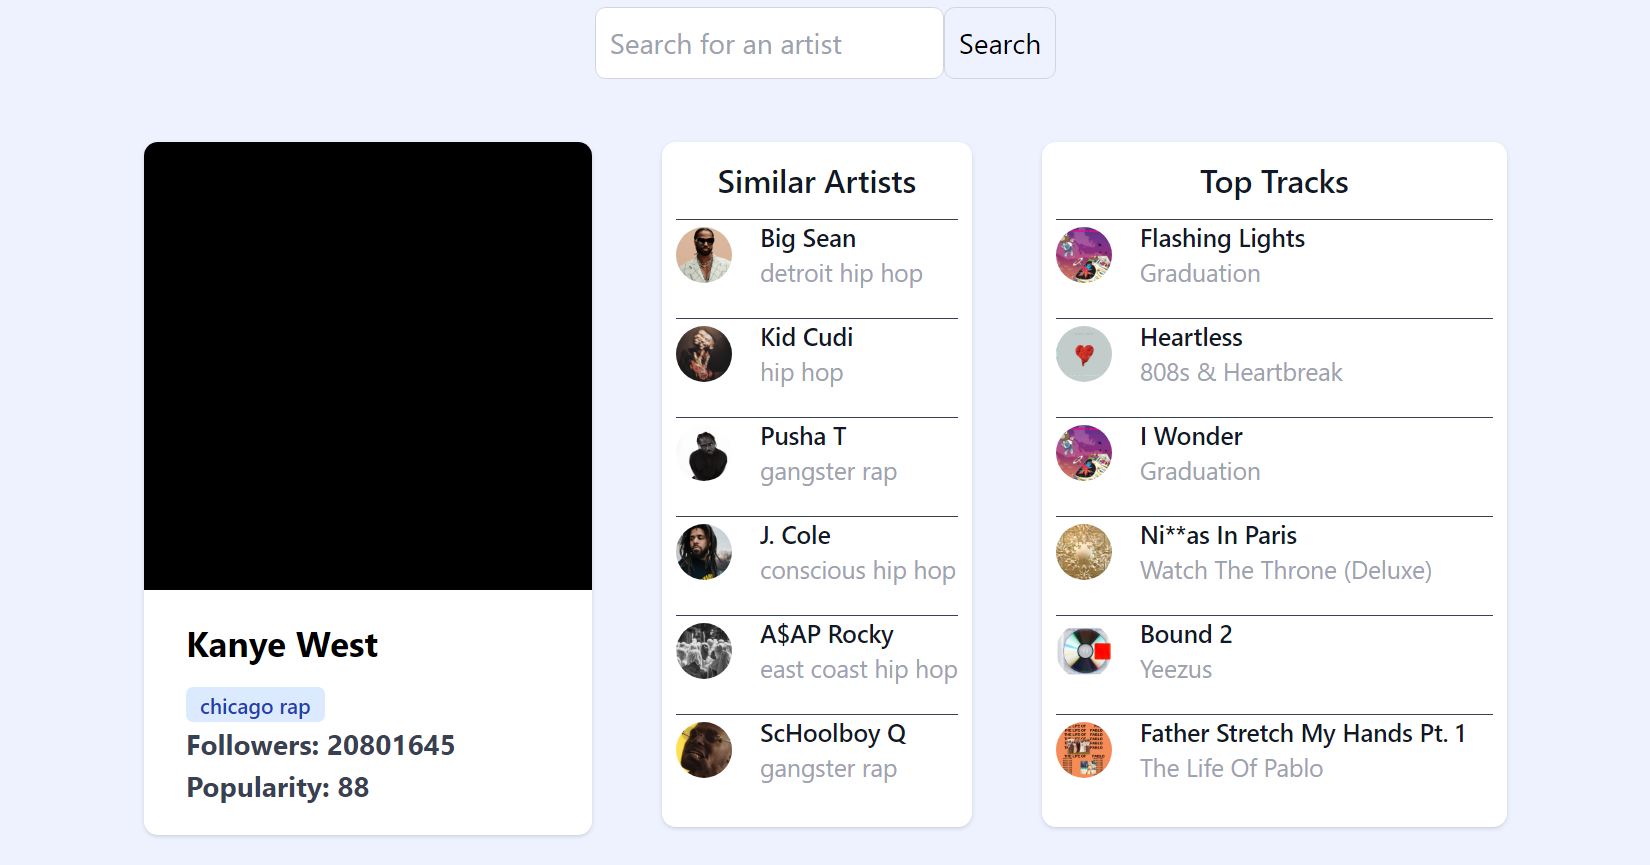 Search for an artist
Search
Kanye West
chicago rap
Followers: 20801645
Popularity: 88
Similar Artists
Big Sean
detroit hip hop
Kid Cudi
hip hop
Pusha T
gangster rap
J. Cole
conscious hip hop
A$AP Rocky
east coast hip hop
ScHoolboy Q
gangster rap
Top Tracks
Flashing Lights
Graduation
Heartless
808s & Heartbreak
I Wonder
Graduation
Ni**as In Paris
Watch The Throne (Deluxe)
Bound 2
Yeezus
Father Stretch My Hands Pt. 1
The Life Of Pablo